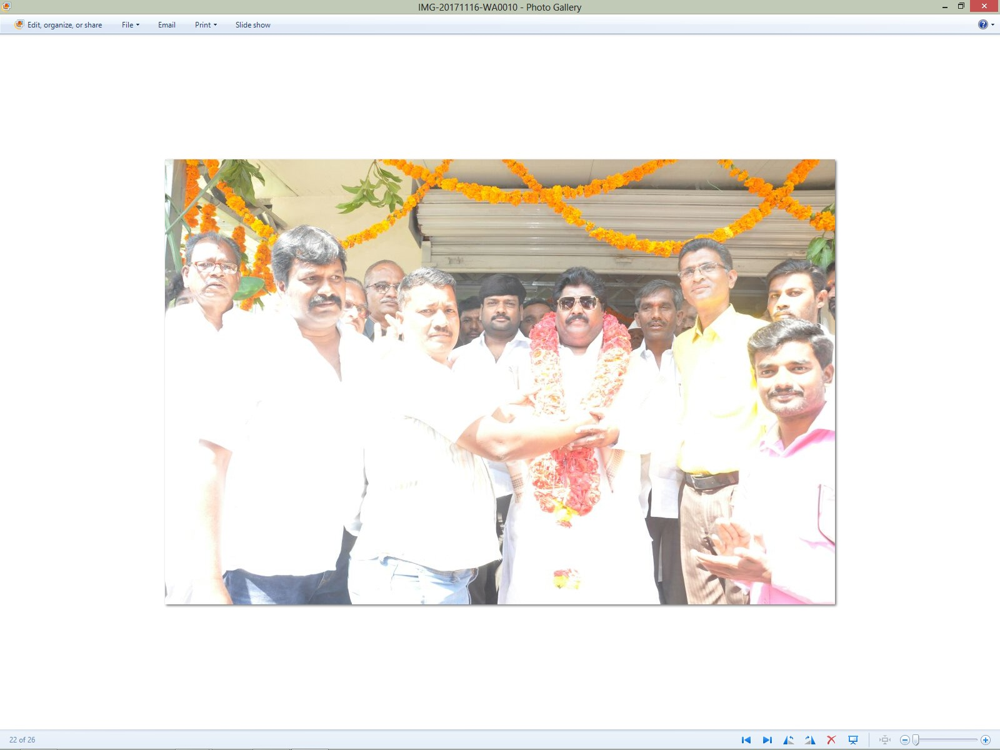 IMG-20171116-WA0010 - Photo Gallery
Edit, organize, or share File Email Print Slide show
22 of 26